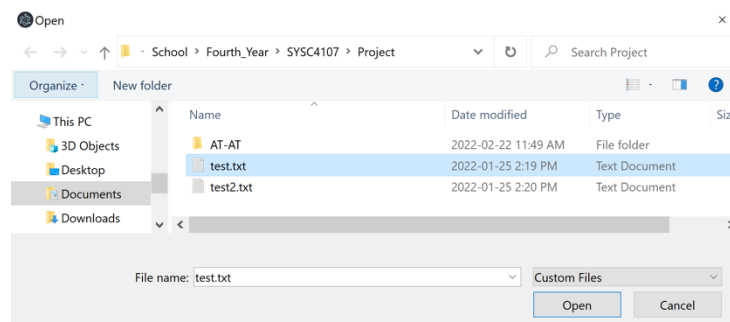 Open
School > Fourth_Year > SYSC4107 > Project Search Project
Organize New folder
Name Date modified Type Siz
This PC
3D Objects
Desktop
Documents
Downloads
AT-AT 2022-02-22 11:49 AM File folder
test.txt 2022-01-25 2:19 PM Text Document
test2.txt 2022-01-25 2:20 PM Text Document
File name: test.txt Custom Files
Open Cancel